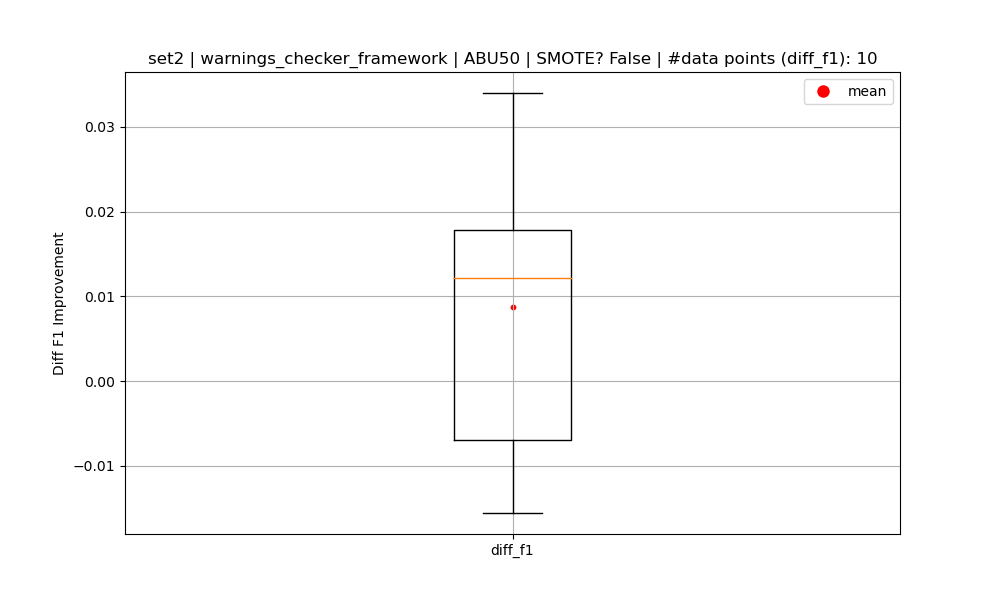 set2 | warnings_checker_framework | ABU50 | SMOTE? False | #data points (diff_f1): 10
mean
0.03
0.02
0.01
0.00
−0.01
Diff F1 Improvement
diff_f1